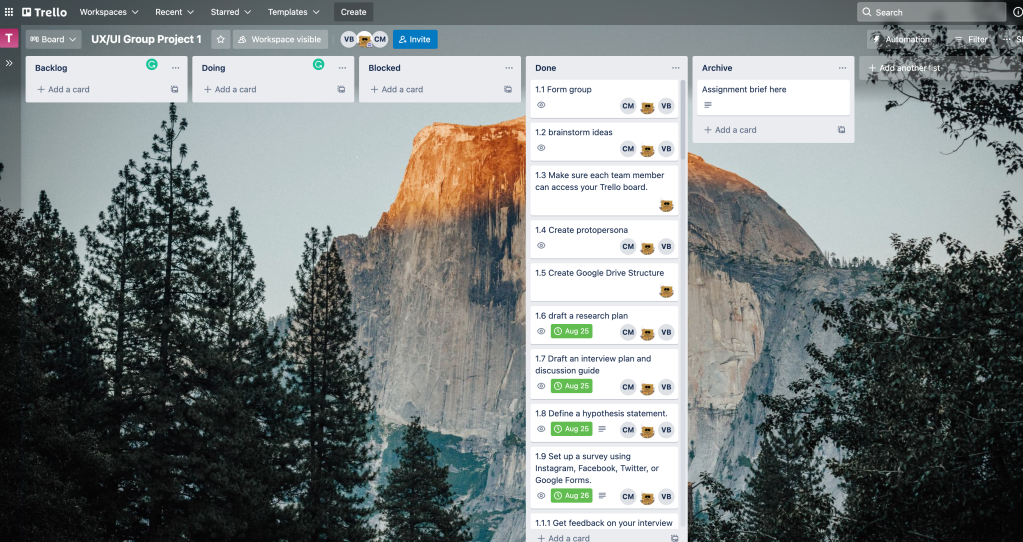 Trello
Workspaces
Recent
Starred
Templates
Create
Search
T
Board
UX/UI Group Project 1
Workspace visible
VB
CM
Invite
Automation
Filter
Backlog
Add a card
Doing
Add a card
Blocked
Add a card
Done
1.1 Form group
CM
VB
1.2 brainstorm ideas
CM
VB
1.3 Make sure each team member
can access your Trello board.
1.4 Create protopersona
CM
VB
1.5 Create Google Drive Structure
1.6 draft a research plan
Aug 25
CM
VB
1.7 Draft an interview plan and
discussion guide
Aug 25
CM
VB
1.8 Define a hypothesis statement.
Aug 25
CM
VB
1.9 Set up a survey using
Instagram, Facebook, Twitter, or
Google Forms.
Aug 26
CM
VB
1.1.1 Get feedback on your interview
Add a card
Archive
Assignment brief here
Add a card
Add another list